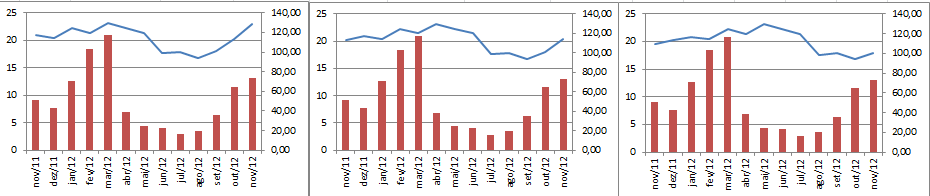 25
20
15
10
5
0
140,00
120,00
100,00
80,00
60,00
40,00
20,00
0,00
nov/11
dez/11
jan/12
fev/12
mar/12
abr/12
mai/12
jun/12
jul/12
ago/12
set/12
out/12
nov/12
25
20
15
10
5
0
140,00
120,00
100,00
80,00
60,00
40,00
20,00
0,00
nov/11
dez/11
jan/12
fev/12
mar/12
abr/12
mai/12
jun/12
jul/12
ago/12
set/12
out/12
nov/12
25
20
15
10
5
0
140,00
120,00
100,00
80,00
60,00
40,00
20,00
0,00
nov/11
dez/11
jan/12
fev/12
mar/12
abr/12
mai/12
jun/12
jul/12
ago/12
set/12
out/12
nov/12